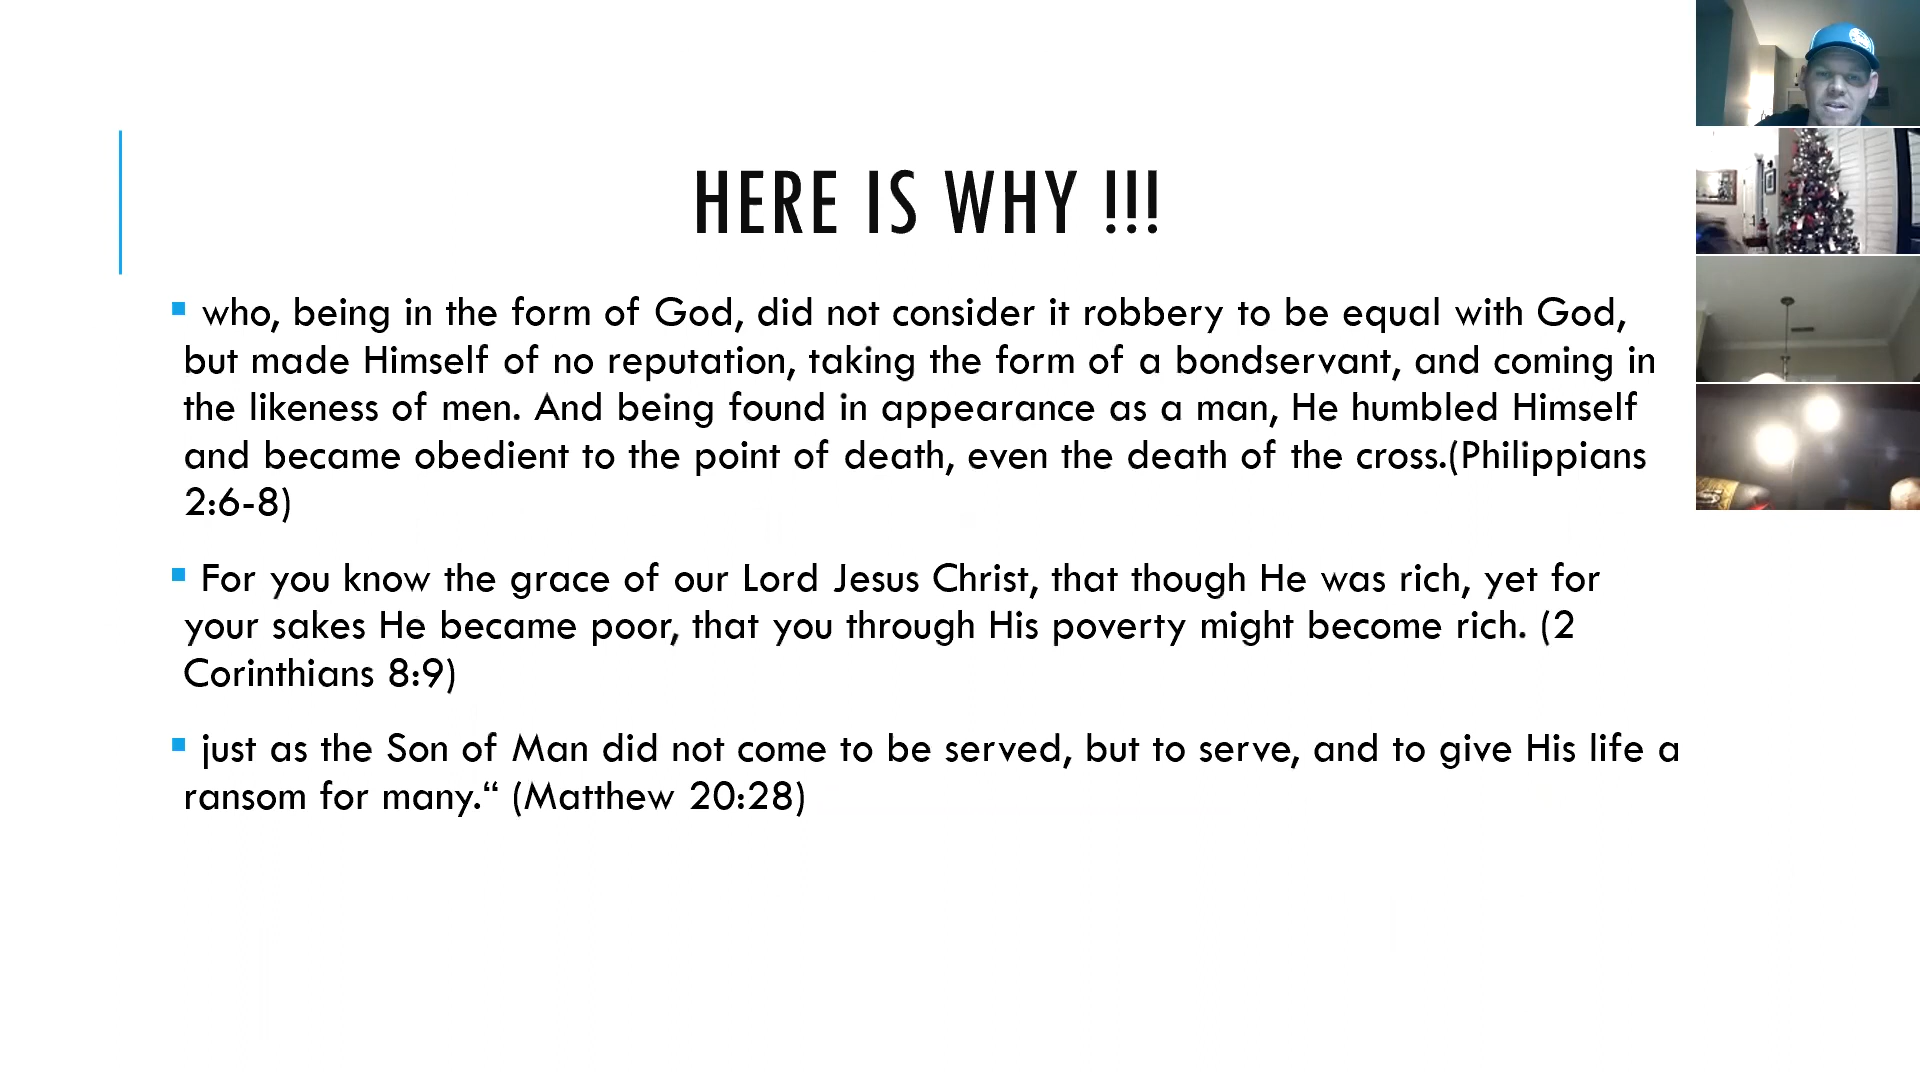 HERE IS WHY !!!
who, being in the form of God, did not consider it robbery to be equal with God,
but made Himself of no reputation, taking the form of a bondservant, and coming in
the likeness of men. And being found in appearance as a man, He humbled Himself
and became obedient to the point of death, even the death of the cross.(Philippians
2:6-8)
For you know the grace of our Lord Jesus Christ, that though He was rich, yet for
your sakes He became poor, that you through His poverty might become rich. (2
Corinthians 8:9)
just as the Son of Man did not come to be served, but to serve, and to give His life a
ransom for many.“ (Matthew 20:28)